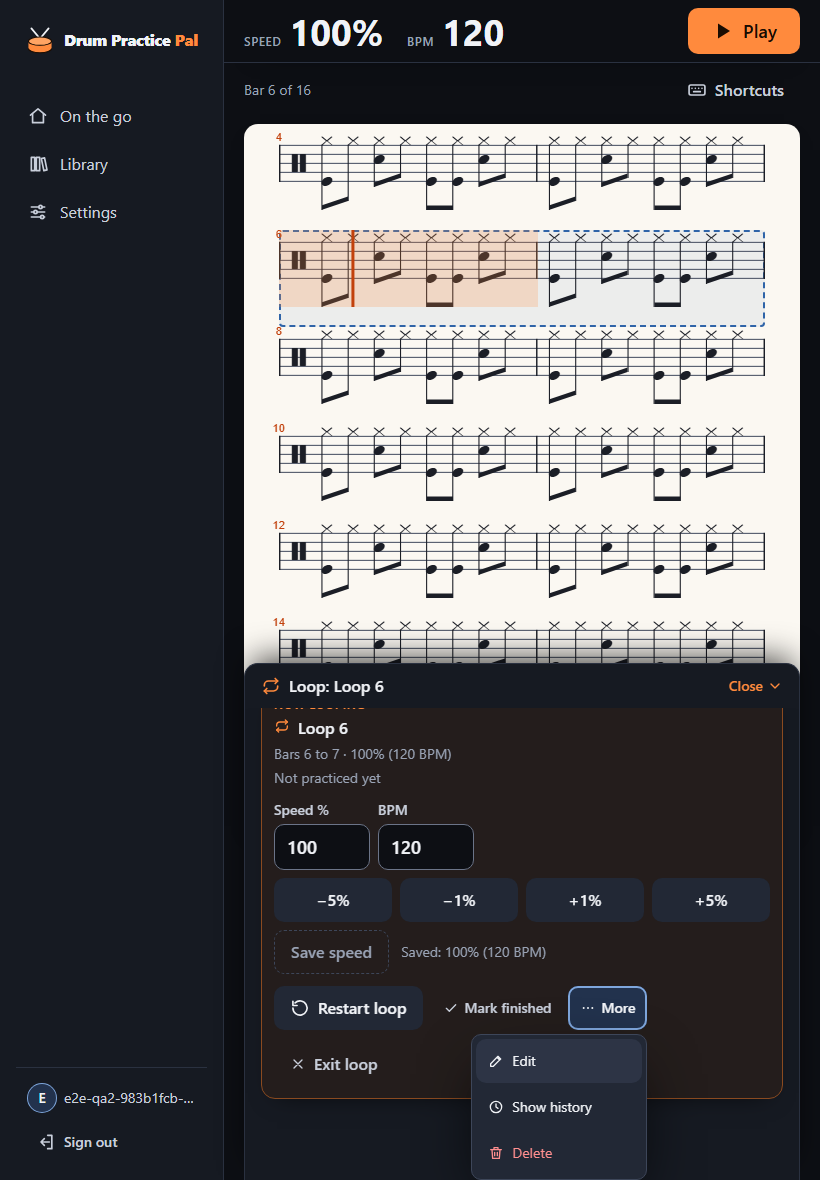 Drum Practice Pal
On the go
Library
Settings
E e2e-qa2-983b1fcb-...
Sign out
SPEED 100% BPM 120
Play
Bar 6 of 16
Shortcuts
4
6
8
10
12
14
Loop: Loop 6
Close
Loop 6
Bars 6 to 7 · 100% (120 BPM)
Not practiced yet
Speed % BPM
100 120
−5% −1% +1% +5%
Save speed Saved: 100% (120 BPM)
Restart loop Mark finished ··· More
Exit loop
Edit
Show history
Delete